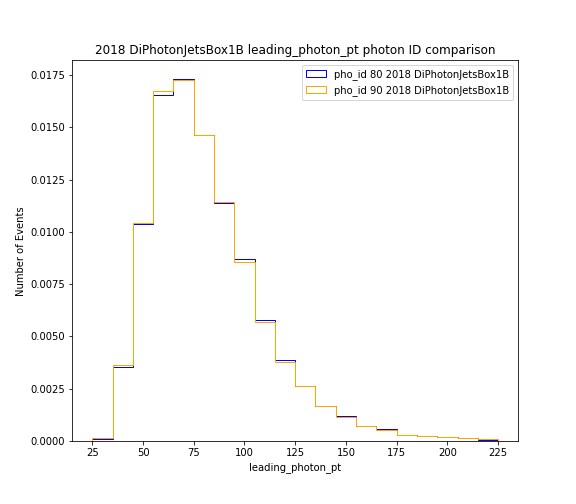 2018 DiPhotonJetsBox1B leading_photon_pt photon ID comparison
pho_id 80 2018 DiPhotonJetsBox1B
pho_id 90 2018 DiPhotonJetsBox1B
Number of Events
0.0175
0.0150
0.0125
0.0100
0.0075
0.0050
0.0025
0.0000
25 50 75 100 125 150 175 200 225
leading_photon_pt